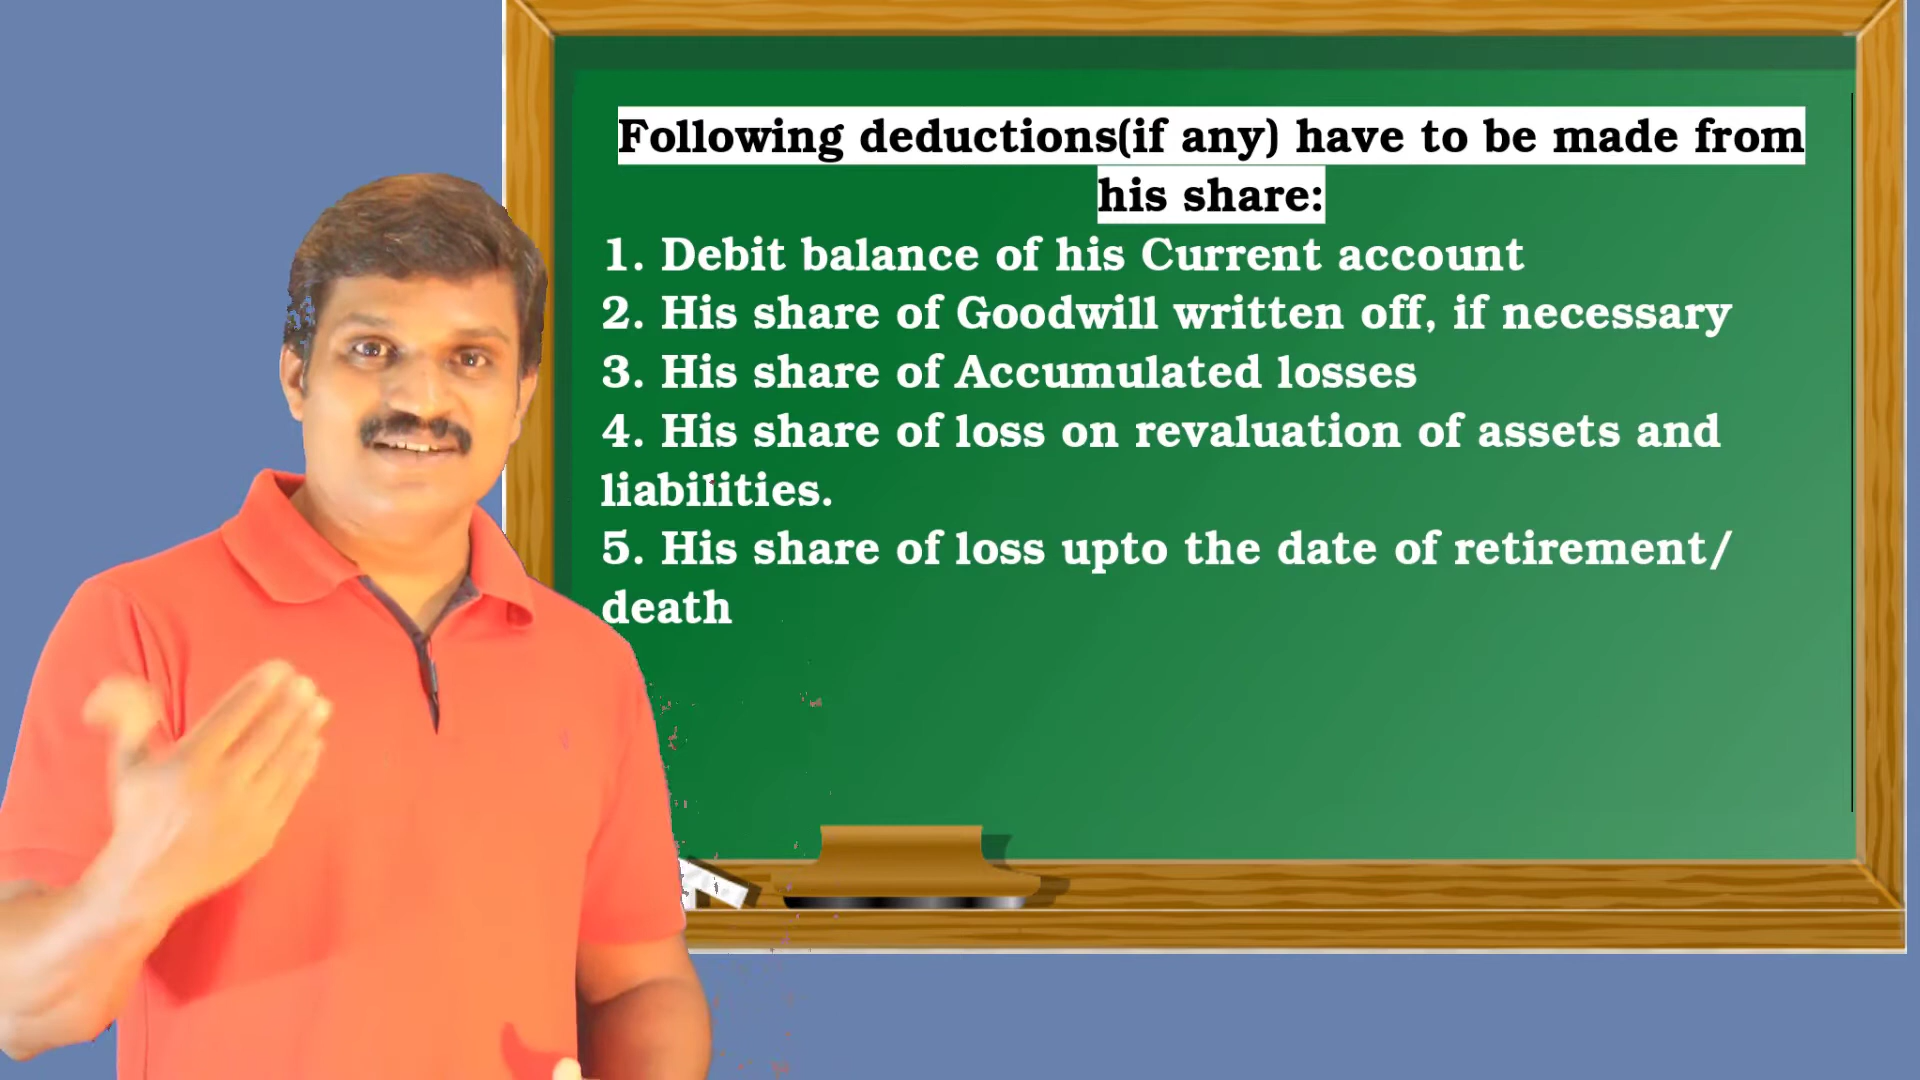 Following deductions(if any) have to be made from
his share:
1. Debit balance of his Current account
2. His share of Goodwill written off, if necessary
3. His share of Accumulated losses
4. His share of loss on revaluation of assets and
liabilities.
5. His share of loss upto the date of retirement/
death